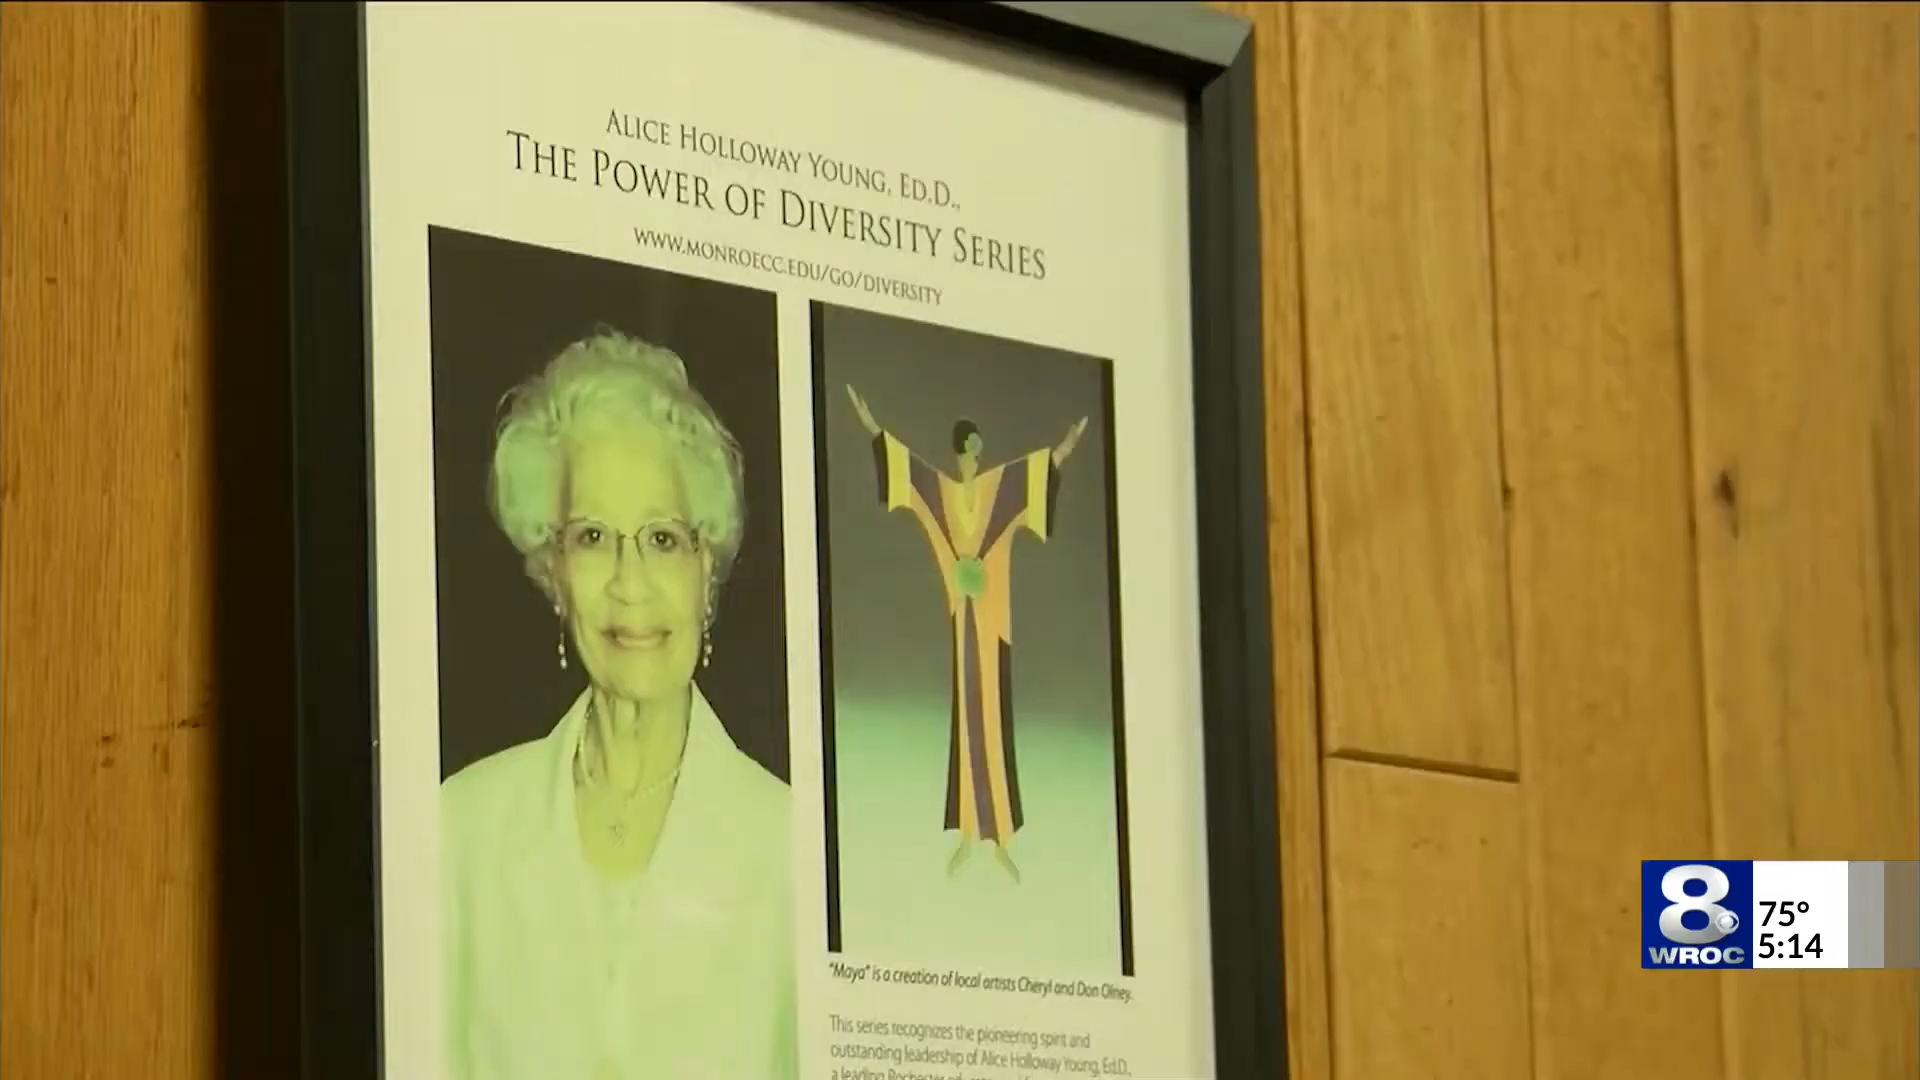 ALICE HOLLOWAY YOUNG, ED.D.,
THE POWER OF DIVERSITY SERIES
WWW.MONROECC.EDU/GO/DIVERSITY
"Maya" is a creation of local artists Cheryl and Don Olney.
This series recognizes the pioneering spirit and
outstanding leadership of Alice Holloway Young, Ed.D.,
a leading Rochester
8
WROC
75°
5:14